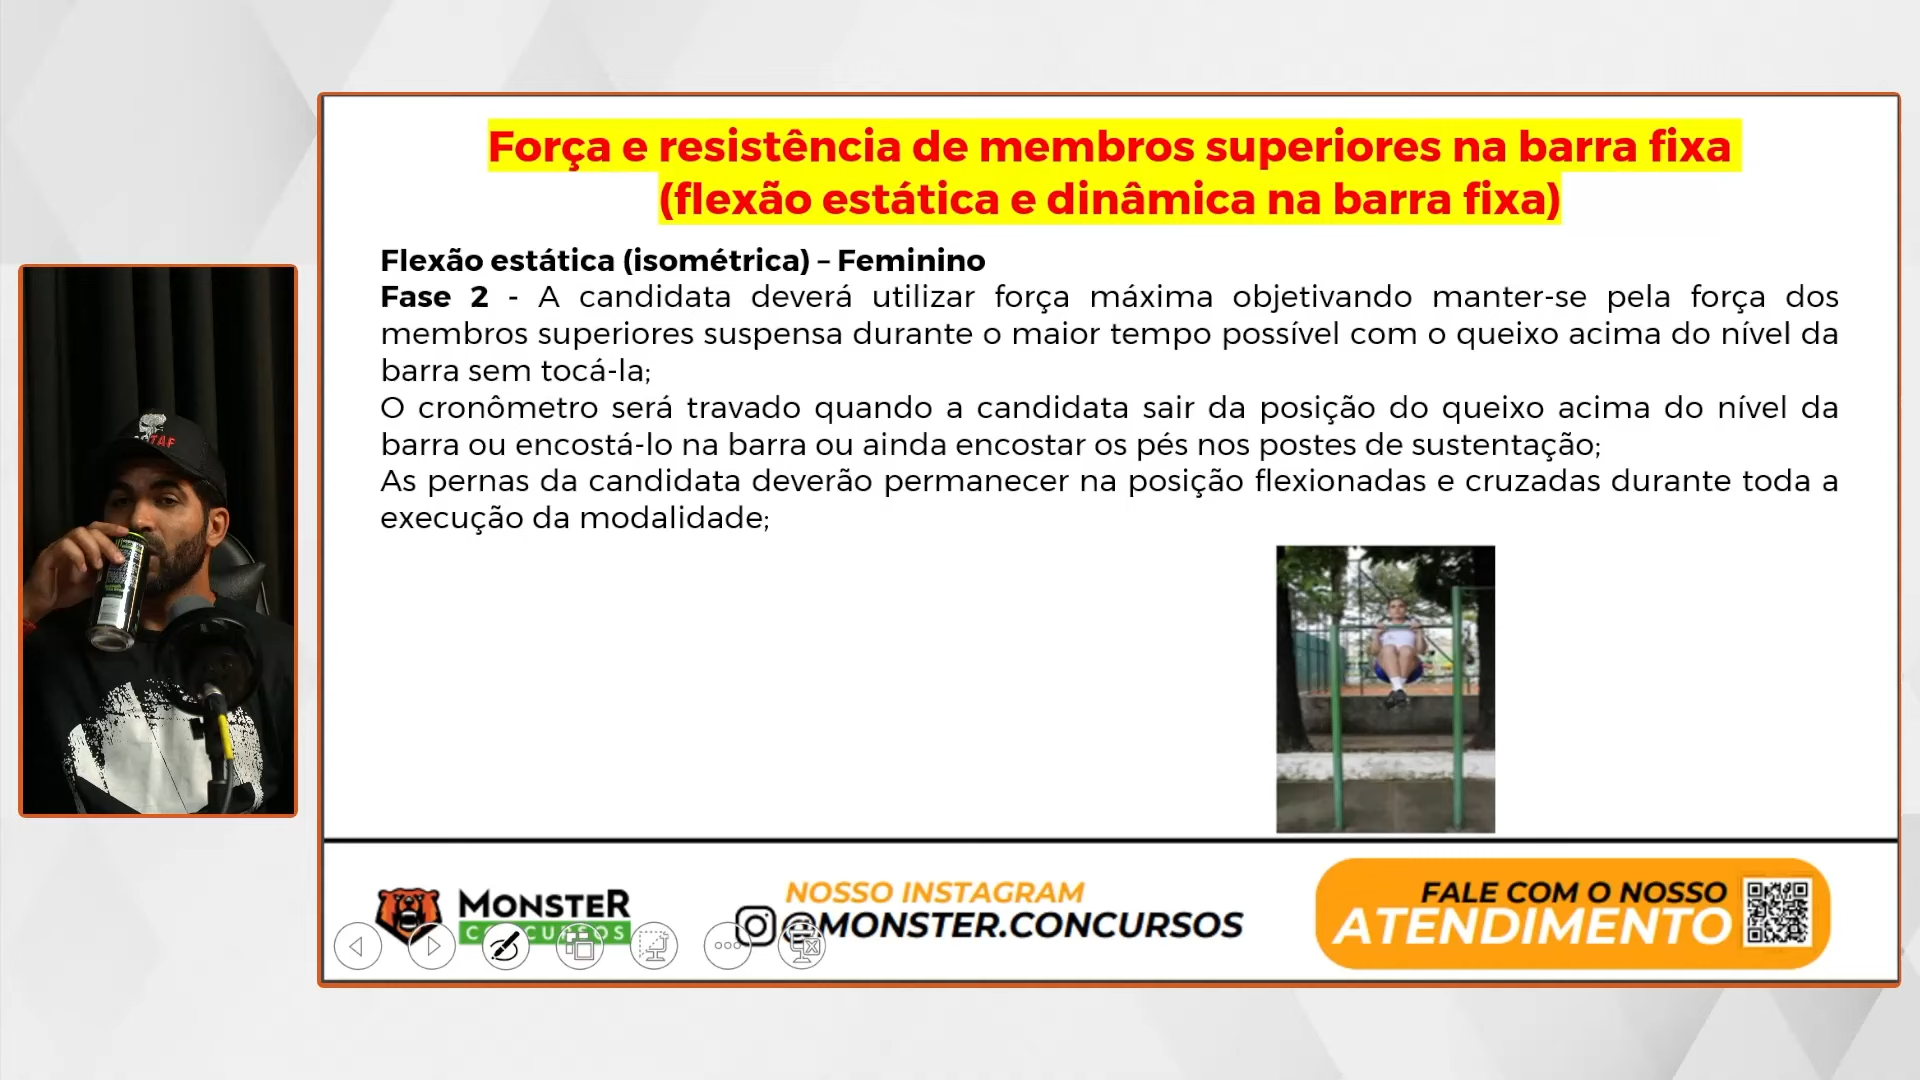 Força e resistência de membros superiores na barra fixa
(flexão estática e dinâmica na barra fixa)
Flexão estática (isométrica) – Feminino
Fase 2 - A candidata deverá utilizar força máxima objetivando manter-se pela força dos
membros superiores suspensa durante o maior tempo possível com o queixo acima do nível da
barra sem tocá-la;
O cronômetro será travado quando a candidata sair da posição do queixo acima do nível da
barra ou encostá-lo na barra ou ainda encostar os pés nos postes de sustentação;
As pernas da candidata deverão permanecer na posição flexionadas e cruzadas durante toda a
execução da modalidade;
MONSTER
CONCURSOS
NOSSO INSTAGRAM
@MONSTER.CONCURSOS
FALE COM O NOSSO
ATENDIMENTO